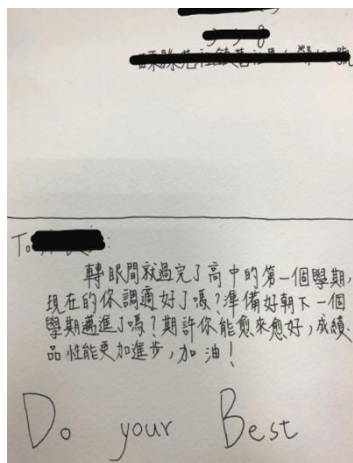 To
轉眼間就過完了高中的第一個學期,
現在的你調適好了嗎?準備好朝下一個
學期邁進了嗎?期許你能愈來愈好,成績、
品性能更加進步,加油!
Do your Best